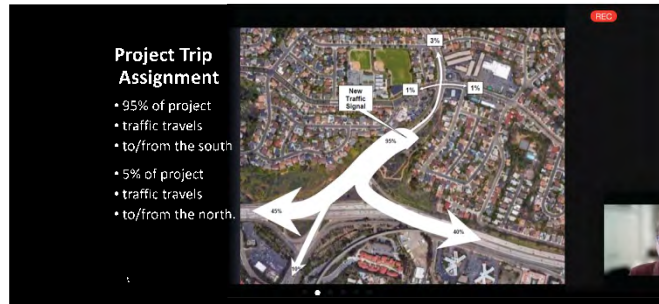 REC
Project Trip
Assignment
• 95% of project
• traffic travels
• to/from the south
• 5% of project
• traffic travels
• to/from the north.
3%
1%
1%
New
Traffic
Signal
95%
45%
40%